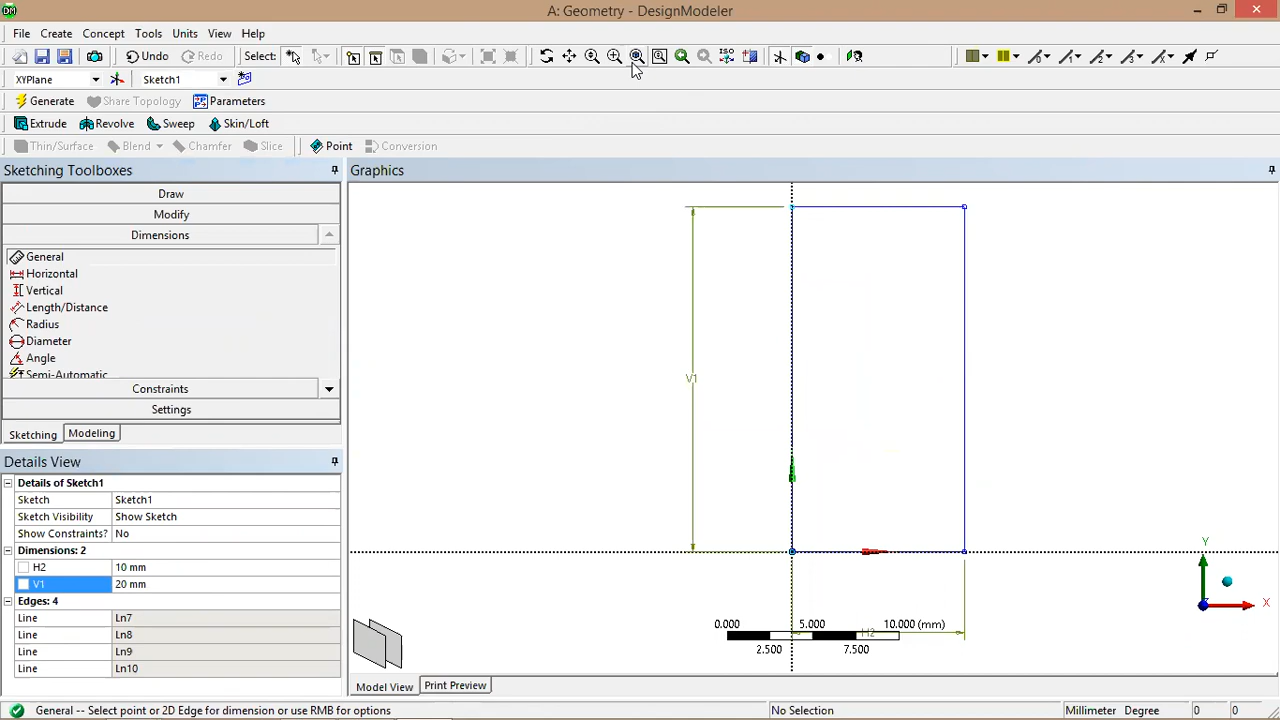 A: Geometry - DesignModeler
DM
File Create Concept Tools Units View Help
Undo Redo Select: ISO
XYPlane Sketch1
Generate Share Topology Parameters
Extrude Revolve Sweep Skin/Loft
Thin/Surface Blend Chamfer Slice Point Conversion
Sketching Toolboxes
Draw
Modify
Dimensions
General
Horizontal
Vertical
Length/Distance
Radius
Diameter
Angle
Semi-Automatic
Constraints
Settings
Sketching Modeling
Details View
Details of Sketch1
Sketch Sketch1
Sketch Visibility Show Sketch
Show Constraints? No
Dimensions: 2
H2 10 mm
V1 20 mm
Edges: 4
Line Ln7
Line Ln8
Line Ln9
Line Ln10
Graphics
V1
H2
0.000 5.000 10.000 (mm)
2.500 7.500
Y
X
Model View Print Preview
General -- Select point or 2D Edge for dimension or use RMB for options No Selection Millimeter Degree 0 0